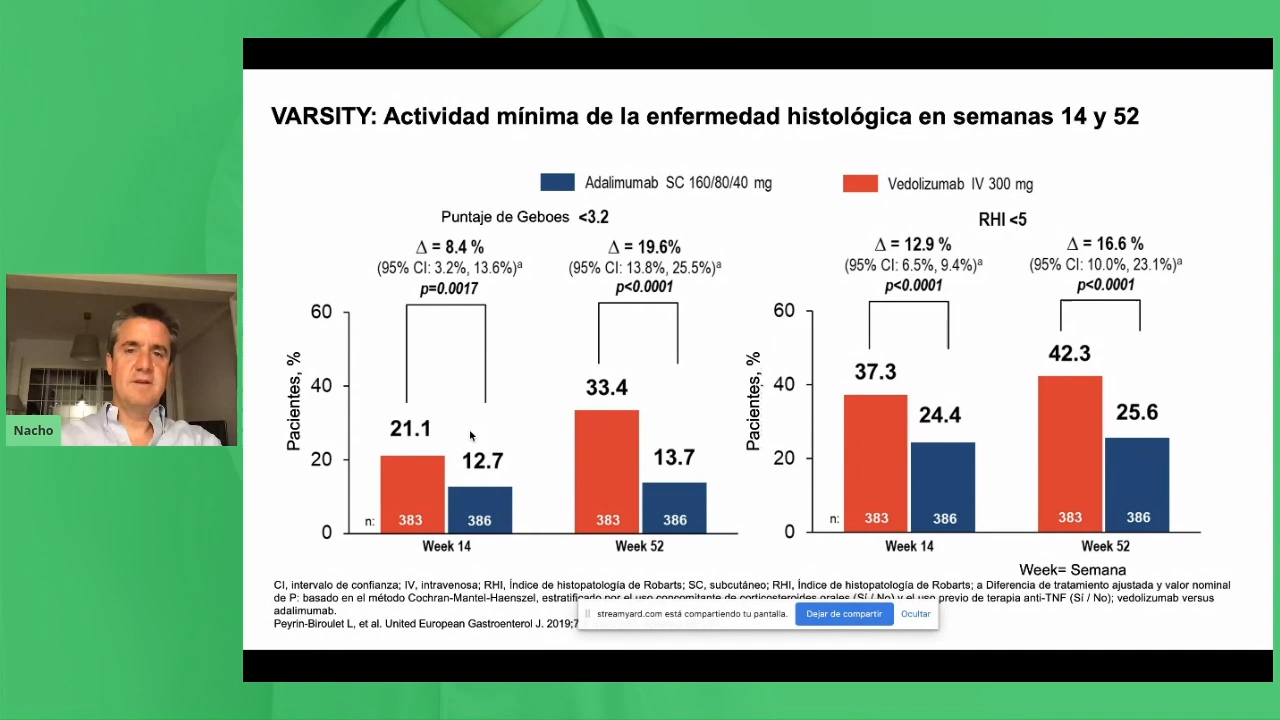 VARSITY: Actividad mínima de la enfermedad histológica en semanas 14 y 52
Adalimumab SC 160/80/40 mg
Vedolizumab IV 300 mg
Puntaje de Geboes <3.2
Δ = 8.4 %
(95% CI: 3.2%, 13.6%)ª
p=0.0017
Δ = 19.6%
(95% CI: 13.8%, 25.5%)ª
p<0.0001
Pacientes, %
60
40
20
0
21.1
12.7
33.4
13.7
n:
383
386
383
386
Week 14
Week 52
RHI <5
Δ = 12.9 %
(95% CI: 6.5%, 9.4%)ª
p<0.0001
Δ = 16.6 %
(95% CI: 10.0%, 23.1%)ª
p<0.0001
Pacientes, %
60
40
20
0
37.3
24.4
42.3
25.6
n:
383
386
383
386
Week 14
Week 52
Week= Semana
CI, intervalo de confianza; IV, intravenosa; RHI, Índice de histopatología de Robarts; SC, subcutáneo; RHI, Índice de histopatología de Robarts; a Diferencia de tratamiento ajustada y valor nominal
de P: basado en el método Cochran-Mantel-Haenszel, estratificado por el uso concomitante de corticosteroides orales (Sí / No) y el uso previo de terapia anti-TNF (Sí / No); vedolizumab versus
adalimumab.
Peyrin-Biroulet L, et al. United European Gastroenterol J. 2019;7
streamyard.com está compartiendo tu pantalla.
Dejar de compartir
Ocultar
Nacho